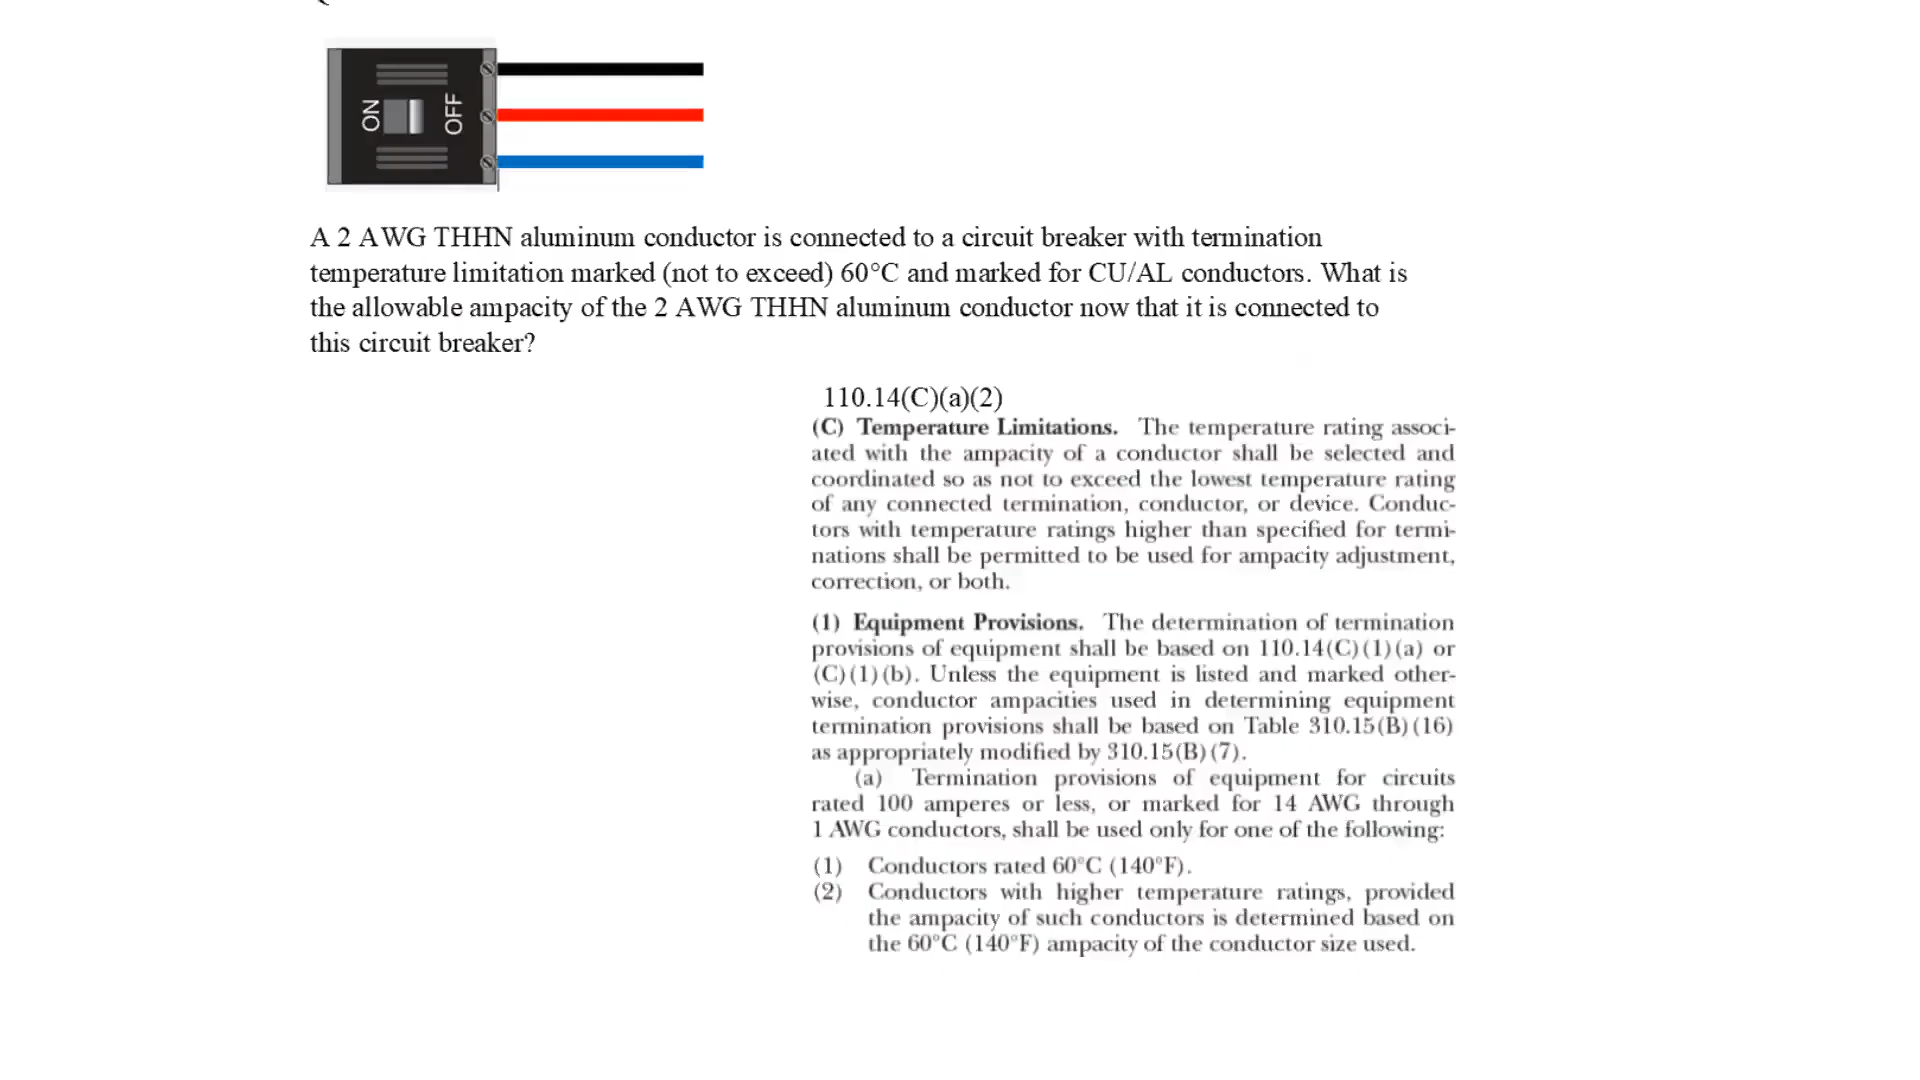 ON
OFF
A 2 AWG THHN aluminum conductor is connected to a circuit breaker with termination
temperature limitation marked (not to exceed) 60°C and marked for CU/AL conductors. What is
the allowable ampacity of the 2 AWG THHN aluminum conductor now that it is connected to
this circuit breaker?
110.14(C)(a)(2)
(C) Temperature Limitations. The temperature rating associ-
ated with the ampacity of a conductor shall be selected and
coordinated so as not to exceed the lowest temperature rating
of any connected termination, conductor, or device. Conduc-
tors with temperature ratings higher than specified for termi-
nations shall be permitted to be used for ampacity adjustment,
correction, or both.
(1) Equipment Provisions. The determination of termination
provisions of equipment shall be based on 110.14(C)(1)(a) or
(C)(1)(b). Unless the equipment is listed and marked other-
wise, conductor ampacities used in determining equipment
termination provisions shall be based on Table 310.15(B)(16)
as appropriately modified by 310.15(B)(7).
(a) Termination provisions of equipment for circuits
rated 100 amperes or less, or marked for 14 AWG through
1 AWG conductors, shall be used only for one of the following:
(1) Conductors rated 60°C (140°F).
(2) Conductors with higher temperature ratings, provided
the ampacity of such conductors is determined based on
the 60°C (140°F) ampacity of the conductor size used.